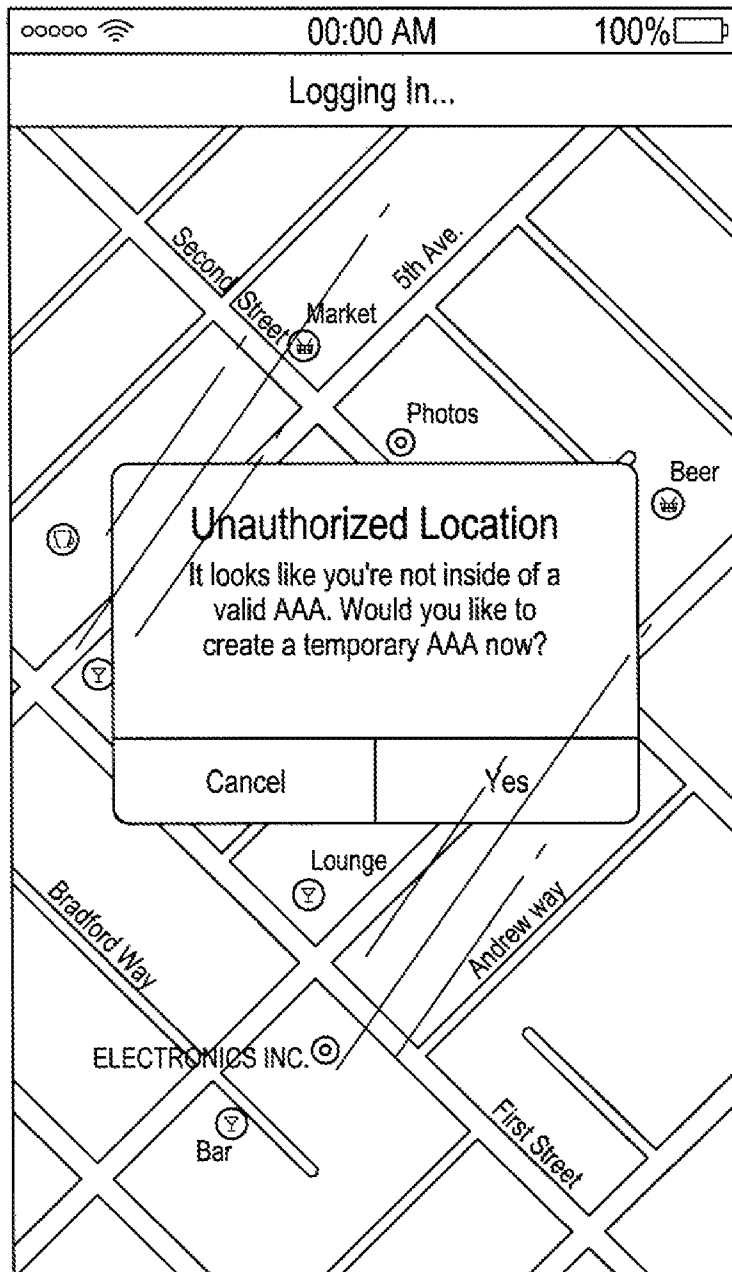 00:00 AM
100%
Logging In...
Second Street
5th Ave.
Market
Photos
Beer
Unauthorized Location
It looks like you're not inside of a
valid AAA. Would you like to
create a temporary AAA now?
Cancel
Yes
Lounge
Bradford Way
Andrew way
ELECTRONICS INC.
Bar
First Street